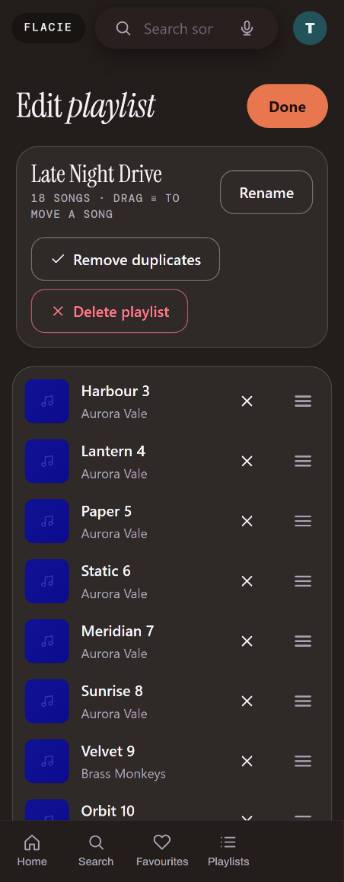 FLACIE
Search sor
T
Edit playlist
Done
Late Night Drive
18 SONGS · DRAG ≡ TO
MOVE A SONG
Rename
Remove duplicates
Delete playlist
Harbour 3
Aurora Vale
Lantern 4
Aurora Vale
Paper 5
Aurora Vale
Static 6
Aurora Vale
Meridian 7
Aurora Vale
Sunrise 8
Aurora Vale
Velvet 9
Brass Monkeys
Orbit 10
Home
Search
Favourites
Playlists